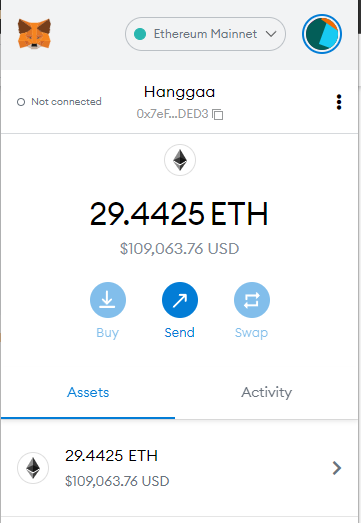 Ethereum Mainnet
Not connected
Hanggaa
0x7eF...DED3
29.4425 ETH
$109,063.76 USD
Buy
Send
Swap
Assets
Activity
29.4425 ETH
$109,063.76 USD